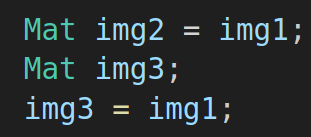 Mat img2 = img1;
Mat img3;
img3 = img1;